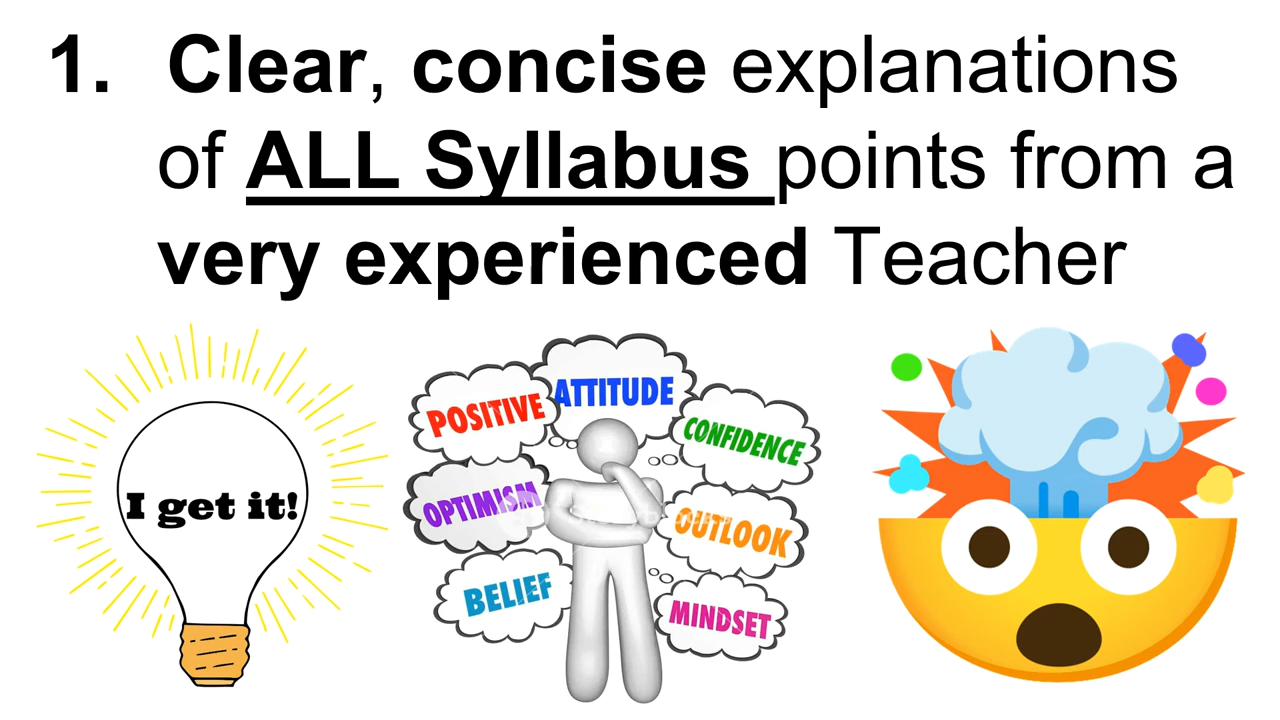 1. Clear, concise explanations
of ALL Syllabus points from a
very experienced Teacher
I get it!
POSITIVE
ATTITUDE
CONFIDENCE
OPTIMISM
OUTLOOK
BELIEF
MINDSET